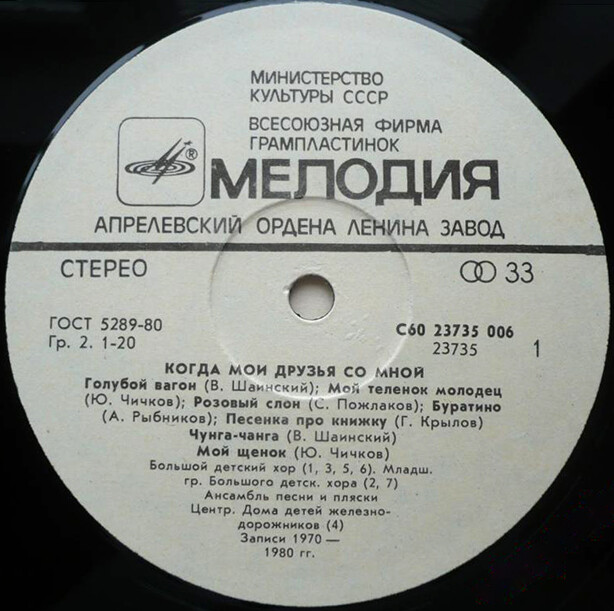 МИНИСТЕРСТВО
КУЛЬТУРЫ СССР
ВСЕСОЮЗНАЯ ФИРМА
ГРАМПЛАСТИНОК
® МЕЛОДИЯ
АПРЕЛЕВСКИЙ ОРДЕНА ЛЕНИНА ЗАВОД
СТЕРЕО
33
ГОСТ 5289-80
Гр. 2. 1-20
С60 23735 006
23735
1
КОГДА МОИ ДРУЗЬЯ СО МНОЙ
Голубой вагон (В. Шаинский); Мой теленок молодец
(Ю. Чичков); Розовый слон (С. Пожлаков); Буратино
(А. Рыбников); Песенка про книжку (Г. Крылов)
Чунга-чанга (В. Шаинский)
Мой щенок (Ю. Чичков)
Большой детский хор (1, 3, 5, 6). Младш.
гр. Большого детск. хора (2, 7)
Ансамбль песни и пляски
Центр. Дома детей железно-
дорожников (4)
Записи 1970 —
1980 гг.